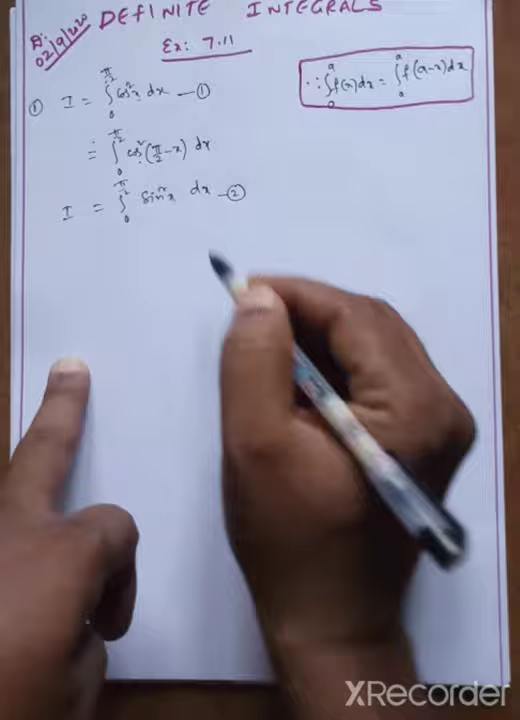 DEFINITE INTEGRALS
D: 02/9/2020
Ex: 7.11
∵ ∫₀ᵃ f(x)dx = ∫₀ᵃ f(a-x)dx
① I = ∫₀^(π/2) cos²x dx —①
= ∫₀^(π/2) cos²(π/2-x) dx
I = ∫₀^(π/2) sin²x dx —②
XRecorder